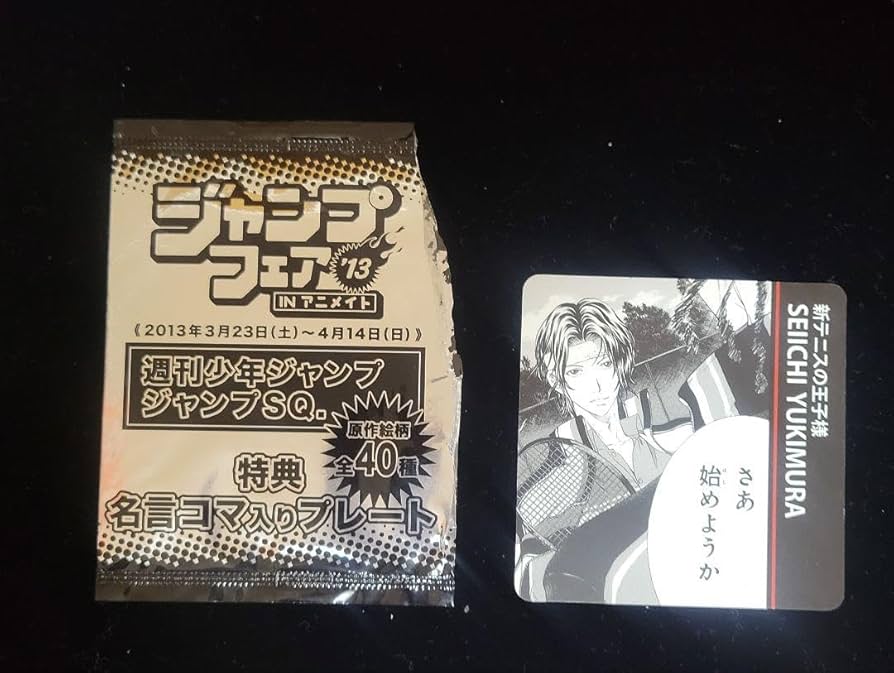 ジャンプ
フェア'13
IN アニメイト
《 2013年3月23日(土)～4月14日(日) 》
週刊少年ジャンプ
ジャンプSQ.
原作絵柄
全40種
特典
名言コマ入りプレート
新テニスの王子様
SEIICHI YUKIMURA
さあ
始めようか